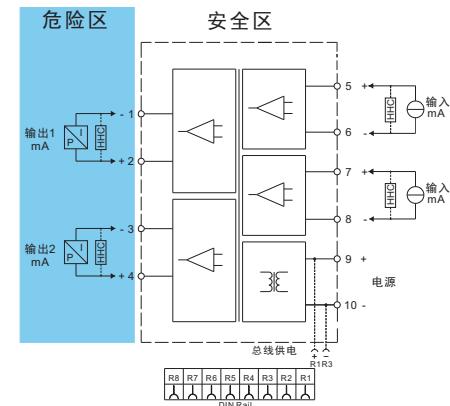 危险区
安全区
- 1
5 +
HHC
输入
mA
输出1
mA
I
P
HHC
+ 2
6 -
7 +
HHC
输入
mA
- 3
8 -
输出2
mA
I
P
HHC
+ 4
9 +
电源
10 -
总线供电
+ -
R1R3
R8 R7 R6 R5 R4 R3 R2 R1
DIN Rail